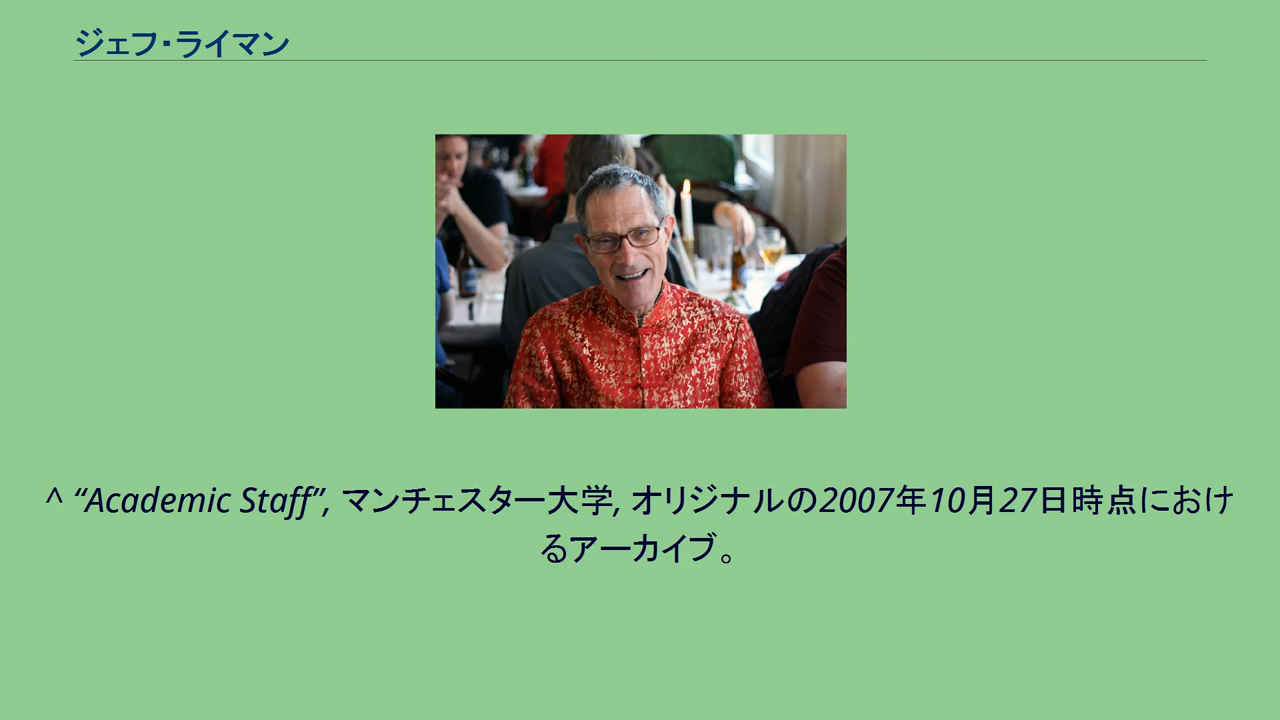 ジェフ・ライマン
^ “Academic Staff”, マンチェスター大学, オリジナルの2007年10月27日時点におけ
るアーカイブ。